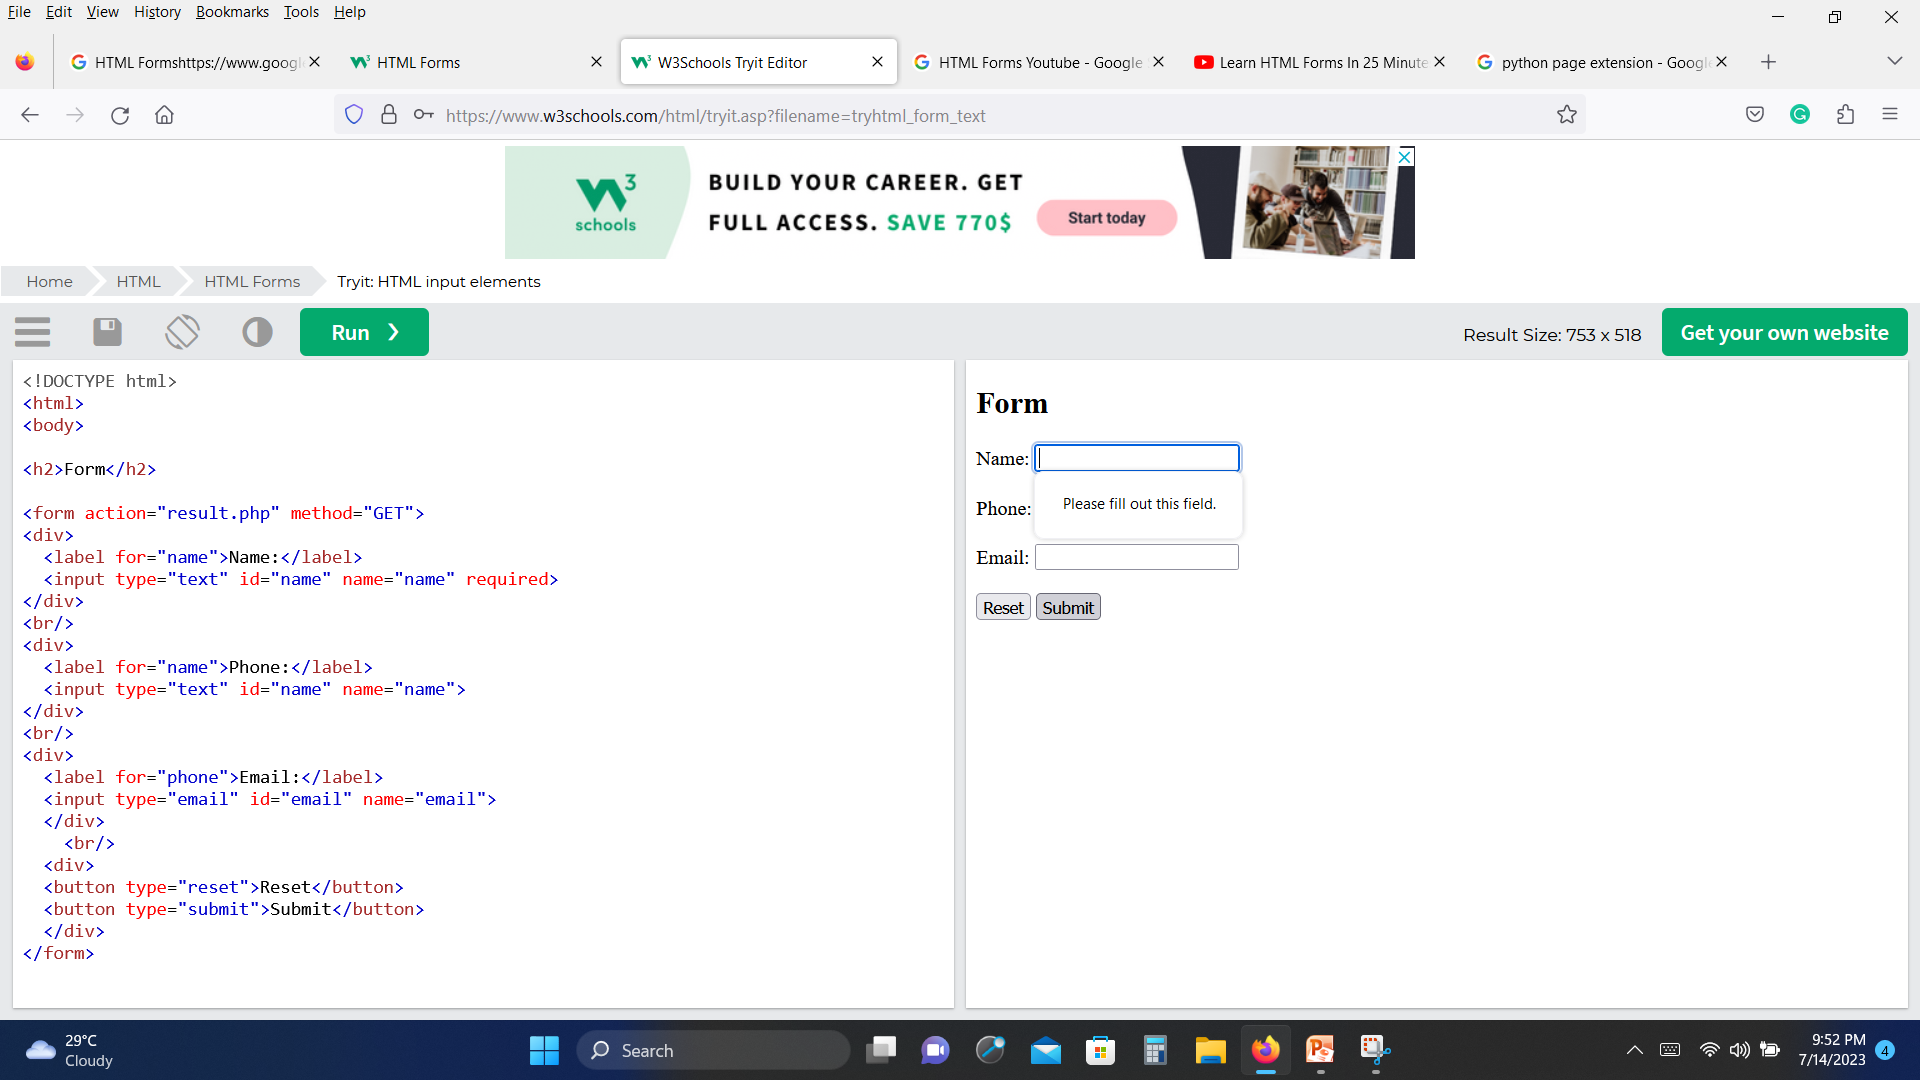 File Edit View History Bookmarks Tools Help
HTML Formshttps://www.google
HTML Forms
W3Schools Tryit Editor
HTML Forms Youtube - Google
Learn HTML Forms In 25 Minute
python page extension - Google
https://www.w3schools.com/html/tryit.asp?filename=tryhtml_form_text
W3 schools
BUILD YOUR CAREER. GET
FULL ACCESS. SAVE 770$
Start today
Home HTML HTML Forms Tryit: HTML input elements
Run ❯
Result Size: 753 x 518
Get your own website
<!DOCTYPE html>
<html>
<body>
<h2>Form</h2>
<form action="result.php" method="GET">
<div>
<label for="name">Name:</label>
<input type="text" id="name" name="name" required>
</div>
<br/>
<div>
<label for="name">Phone:</label>
<input type="text" id="name" name="name">
</div>
<br/>
<div>
<label for="phone">Email:</label>
<input type="email" id="email" name="email">
</div>
<br/>
<div>
<button type="reset">Reset</button>
<button type="submit">Submit</button>
</div>
</form>
Form
Name:
Please fill out this field.
Phone:
Email:
Reset Submit
29°C
Cloudy
Search
9:52 PM
7/14/2023
4